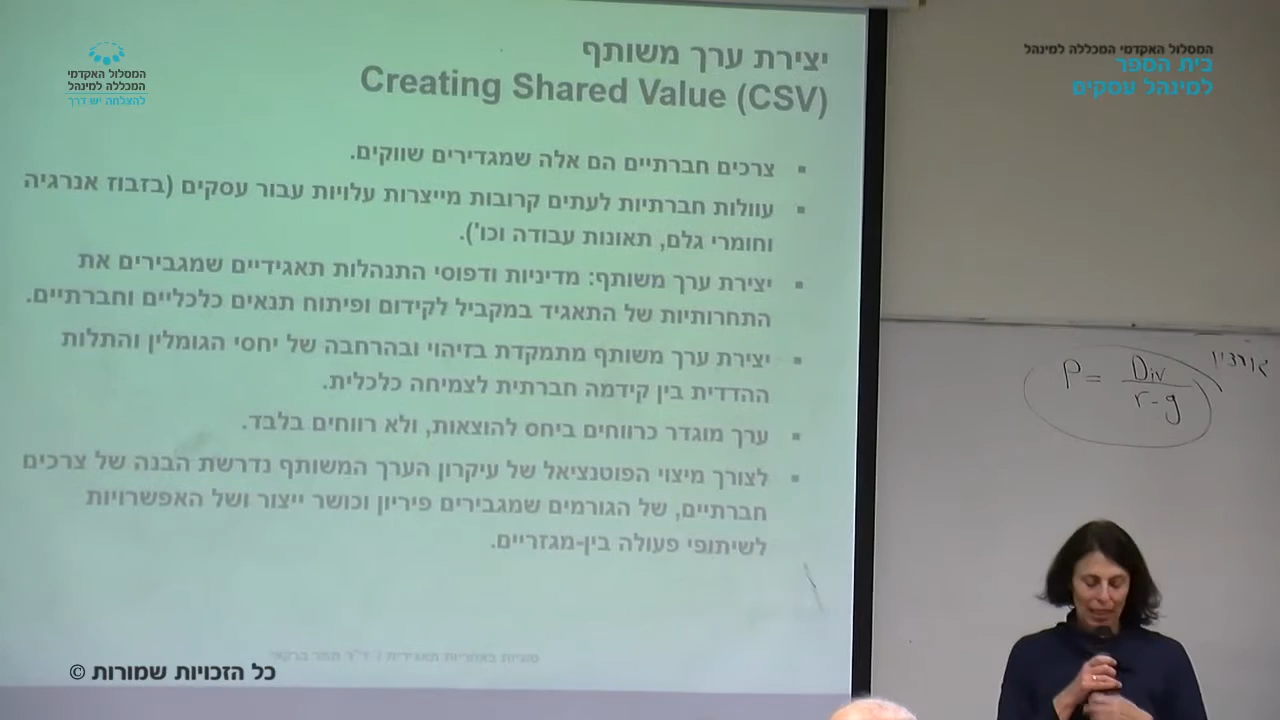 המסלול האקדמי
המכללה למינהל
להצלחה יש דרך
המסלול האקדמי המכללה למינהל
בית הספר
למינהל עסקים
יצירת ערך משותף
Creating Shared Value (CSV)
▪ צרכים חברתיים הם אלה שמגדירים שווקים.
▪ עוולות חברתיות לעתים קרובות מייצרות עלויות עבור עסקים (בזבוז אנרגיה
וחומרי גלם, תאונות עבודה וכו').
▪ יצירת ערך משותף: מדיניות ודפוסי התנהלות תאגידיים שמגבירים את
התחרותיות של התאגיד במקביל לקידום ופיתוח תנאים כלכליים וחברתיים.
▪ יצירת ערך משותף מתמקדת בזיהוי ובהרחבה של יחסי הגומלין והתלות
ההדדית בין קידמה חברתית לצמיחה כלכלית.
▪ ערך מוגדר כרווחים ביחס להוצאות, ולא רווחים בלבד.
▪ לצורך מיצוי הפוטנציאל של עיקרון הערך המשותף נדרשת הבנה של צרכים
חברתיים, של הגורמים שמגבירים פיריון וכושר ייצור ושל האפשרויות
לשיתופי פעולה בין-מגזריים.
סוגיות באחריות תאגידית / ד"ר תמר ברקאי
כל הזכויות שמורות ©
גורדון
P = Div
r - g